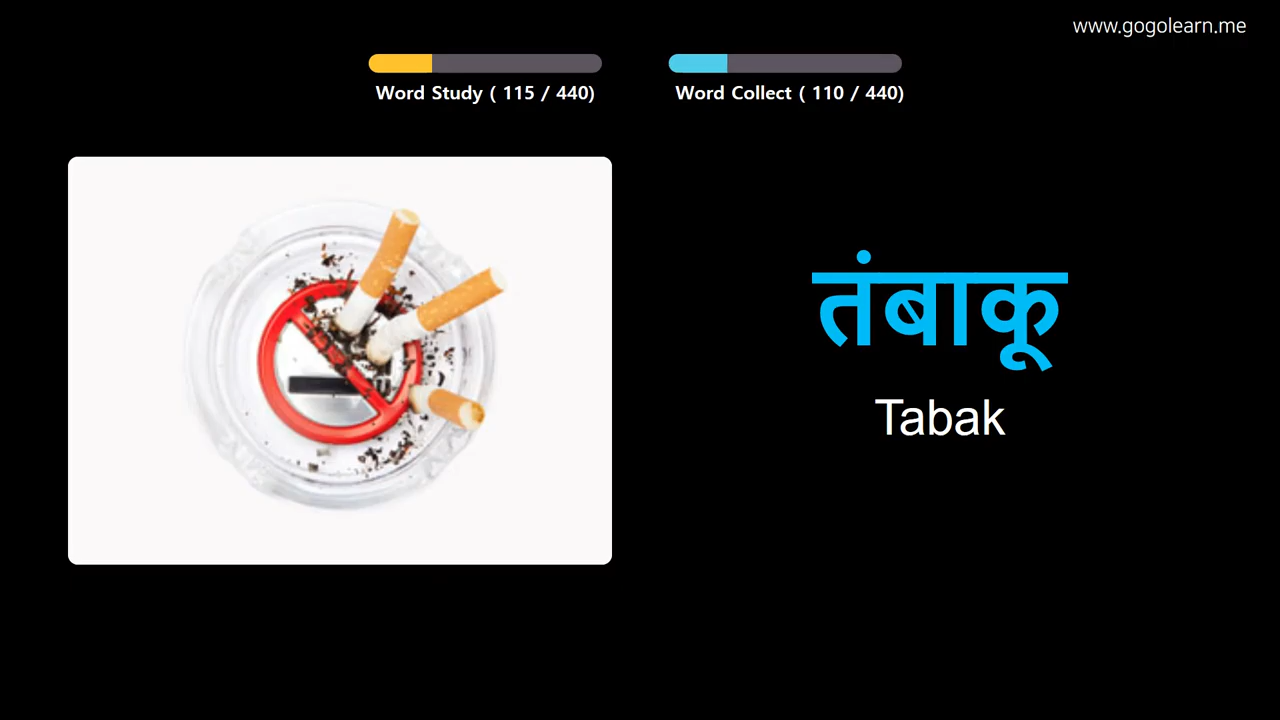 www.gogolearn.me
Word Study ( 115 / 440)
Word Collect ( 110 / 440)
तंबाकू
Tabak